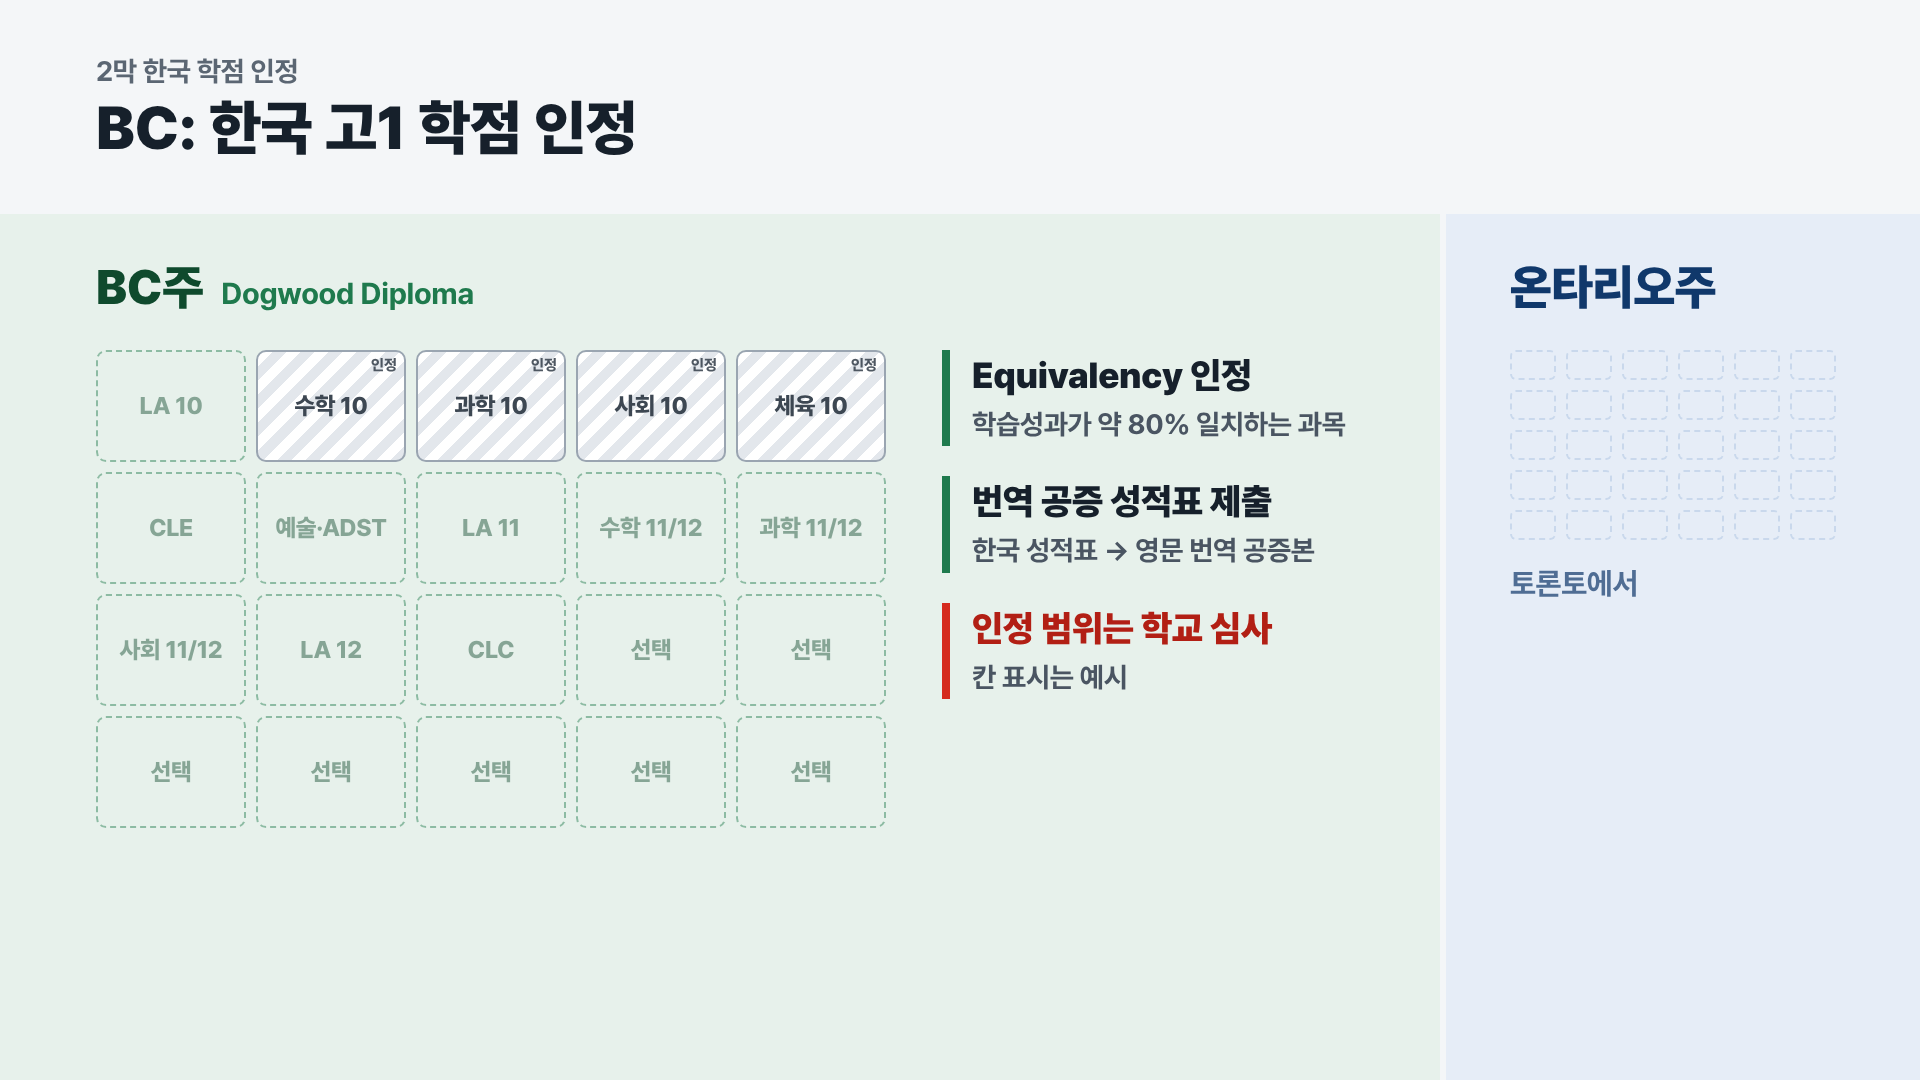 2막 한국 학점 인정
BC: 한국 고1 학점 인정
BC주 Dogwood Diploma
LA 10
인정
수학 10
인정
과학 10
인정
사회 10
인정
체육 10
CLE
예술·ADST
LA 11
수학 11/12
과학 11/12
사회 11/12
LA 12
CLC
선택
선택
선택
선택
선택
선택
선택
Equivalency 인정
학습성과가 약 80% 일치하는 과목
번역 공증 성적표 제출
한국 성적표 → 영문 번역 공증본
인정 범위는 학교 심사
칸 표시는 예시
온타리오주
토론토에서